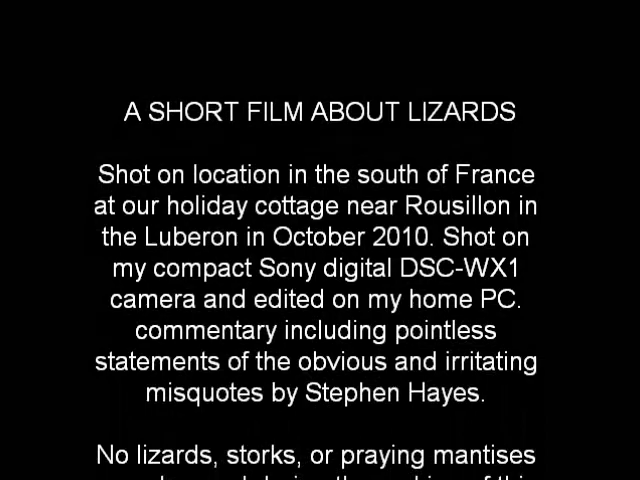 A SHORT FILM ABOUT LIZARDS
Shot on location in the south of France
at our holiday cottage near Rousillon in
the Luberon in October 2010. Shot on
my compact Sony digital DSC-WX1
camera and edited on my home PC.
commentary including pointless
statements of the obvious and irritating
misquotes by Stephen Hayes.
No lizards, storks, or praying mantises